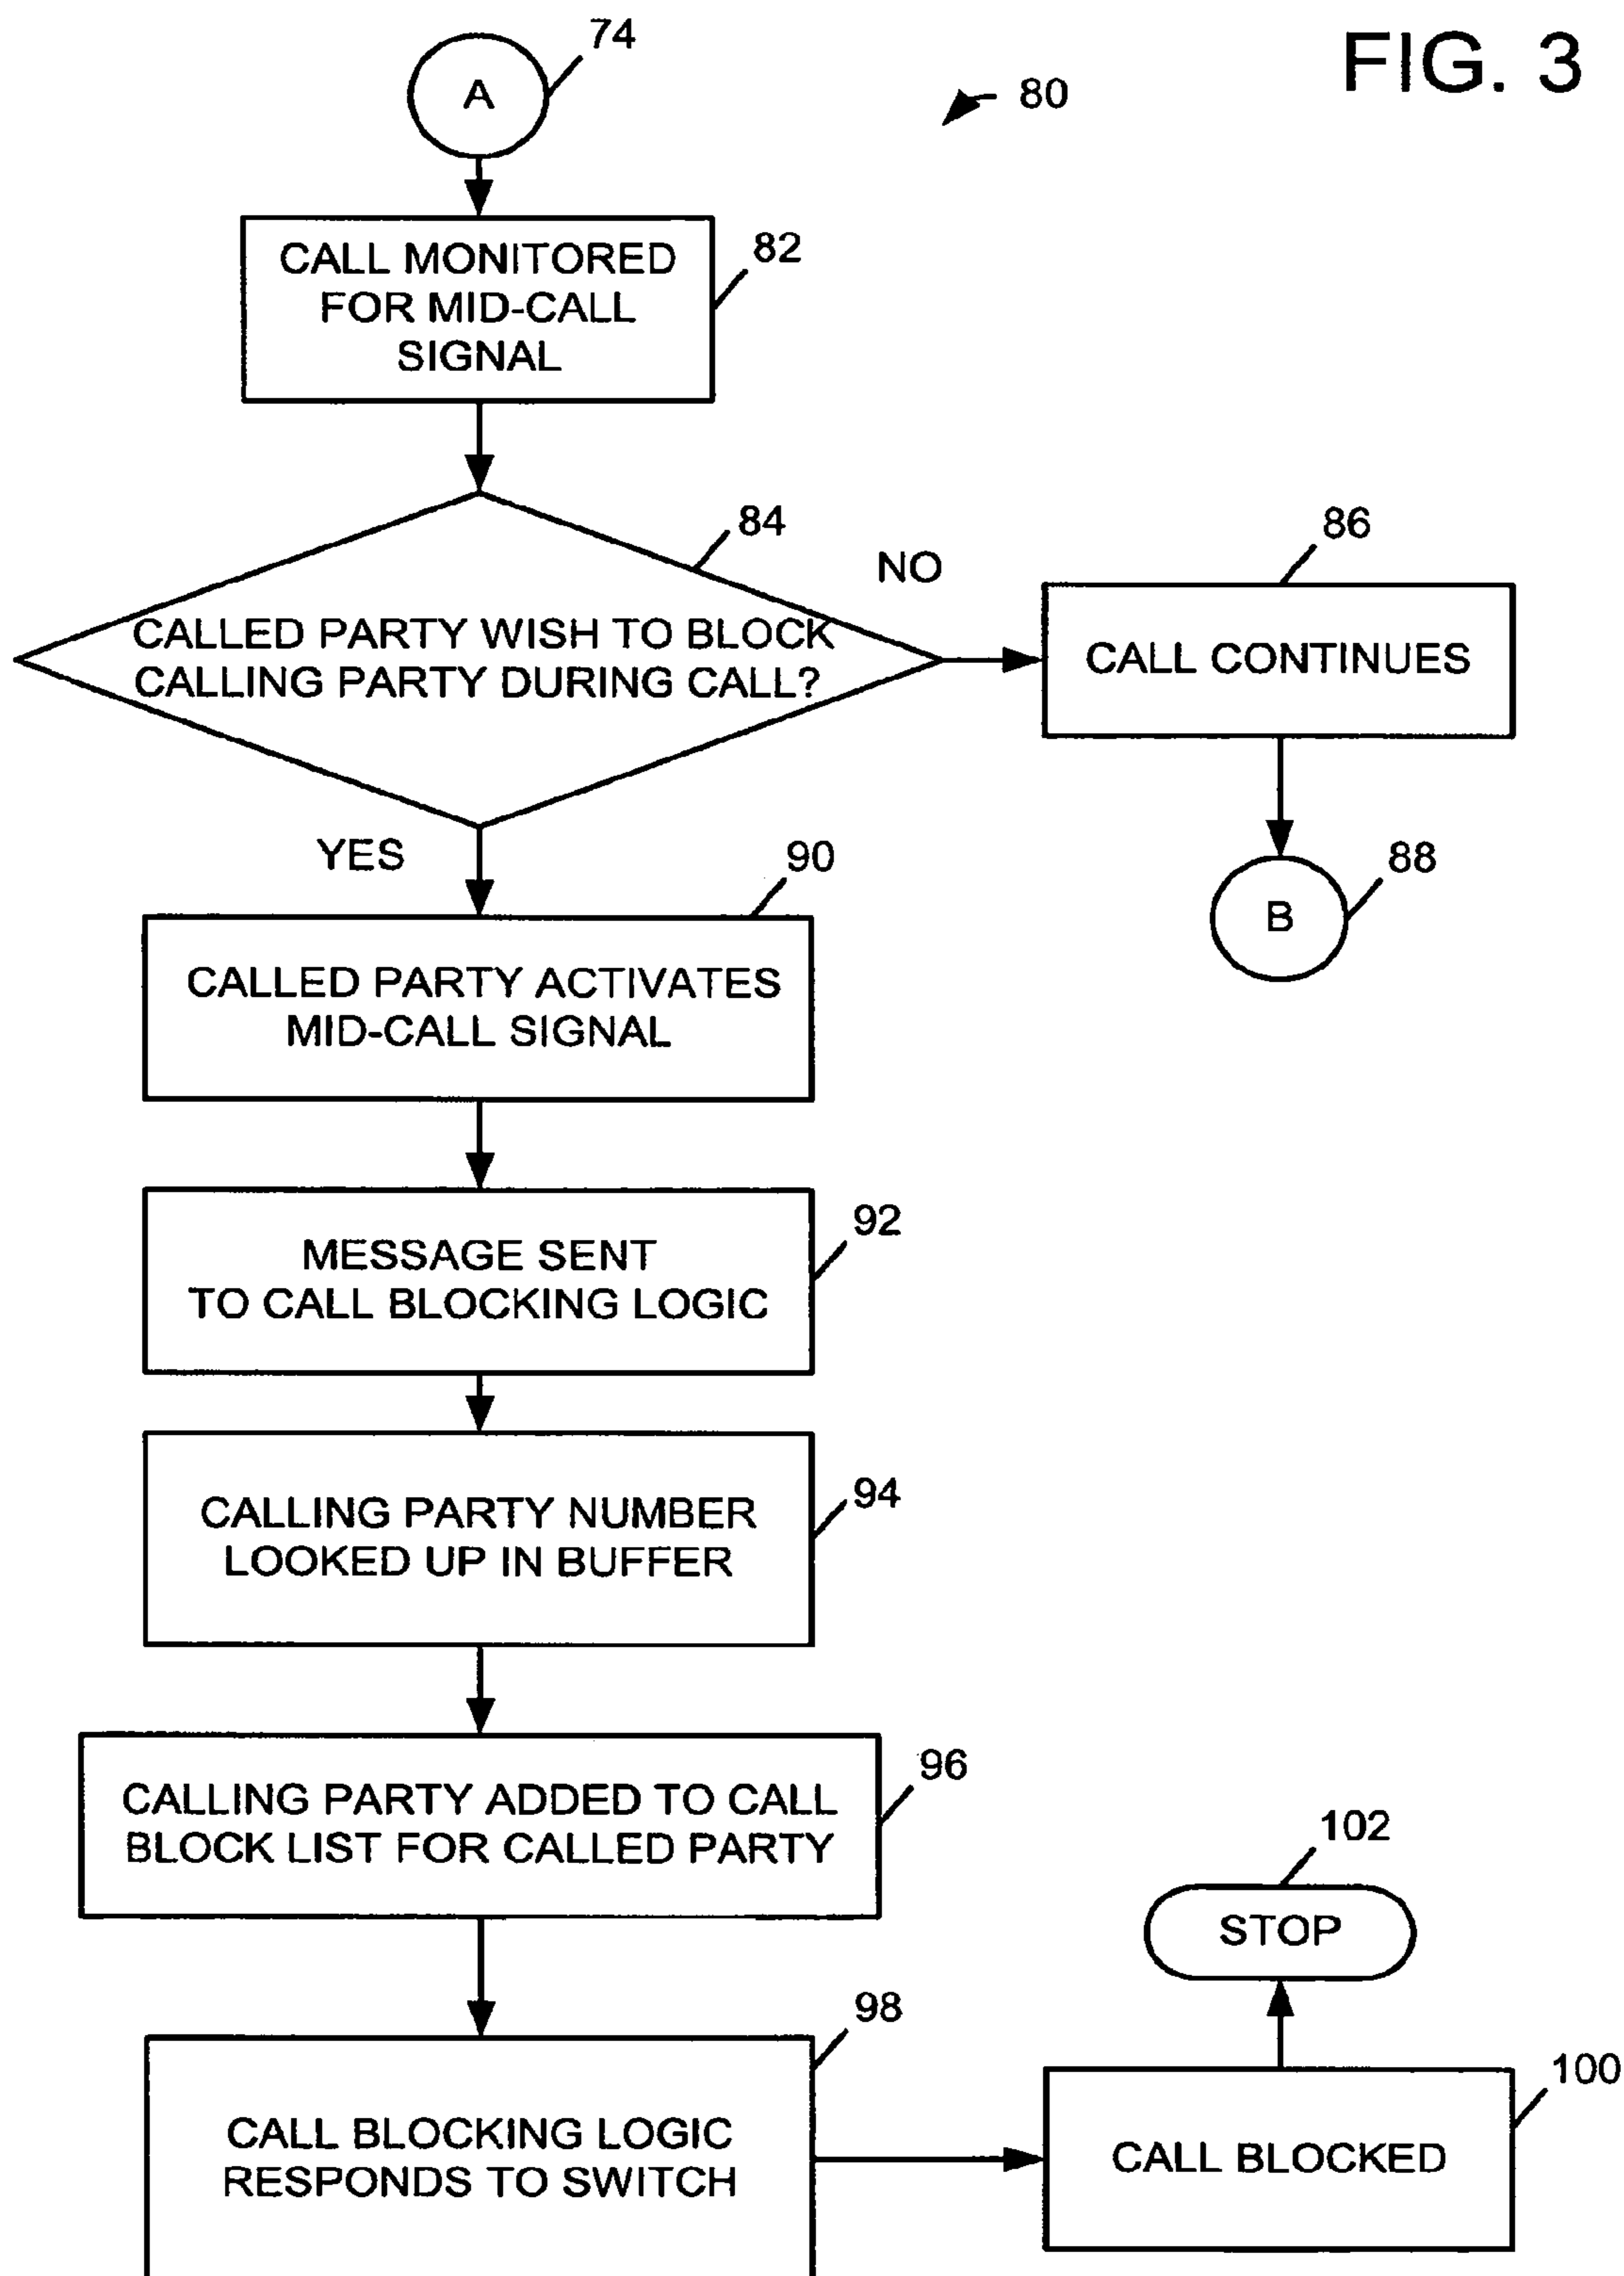 FIG. 3
74
A
80
CALL MONITORED
FOR MID-CALL
SIGNAL
82
84
NO
CALLED PARTY WISH TO BLOCK
CALLING PARTY DURING CALL?
86
CALL CONTINUES
88
B
YES
90
CALLED PARTY ACTIVATES
MID-CALL SIGNAL
92
MESSAGE SENT
TO CALL BLOCKING LOGIC
94
CALLING PARTY NUMBER
LOOKED UP IN BUFFER
96
CALLING PARTY ADDED TO CALL
BLOCK LIST FOR CALLED PARTY
98
CALL BLOCKING LOGIC
RESPONDS TO SWITCH
100
CALL BLOCKED
102
STOP